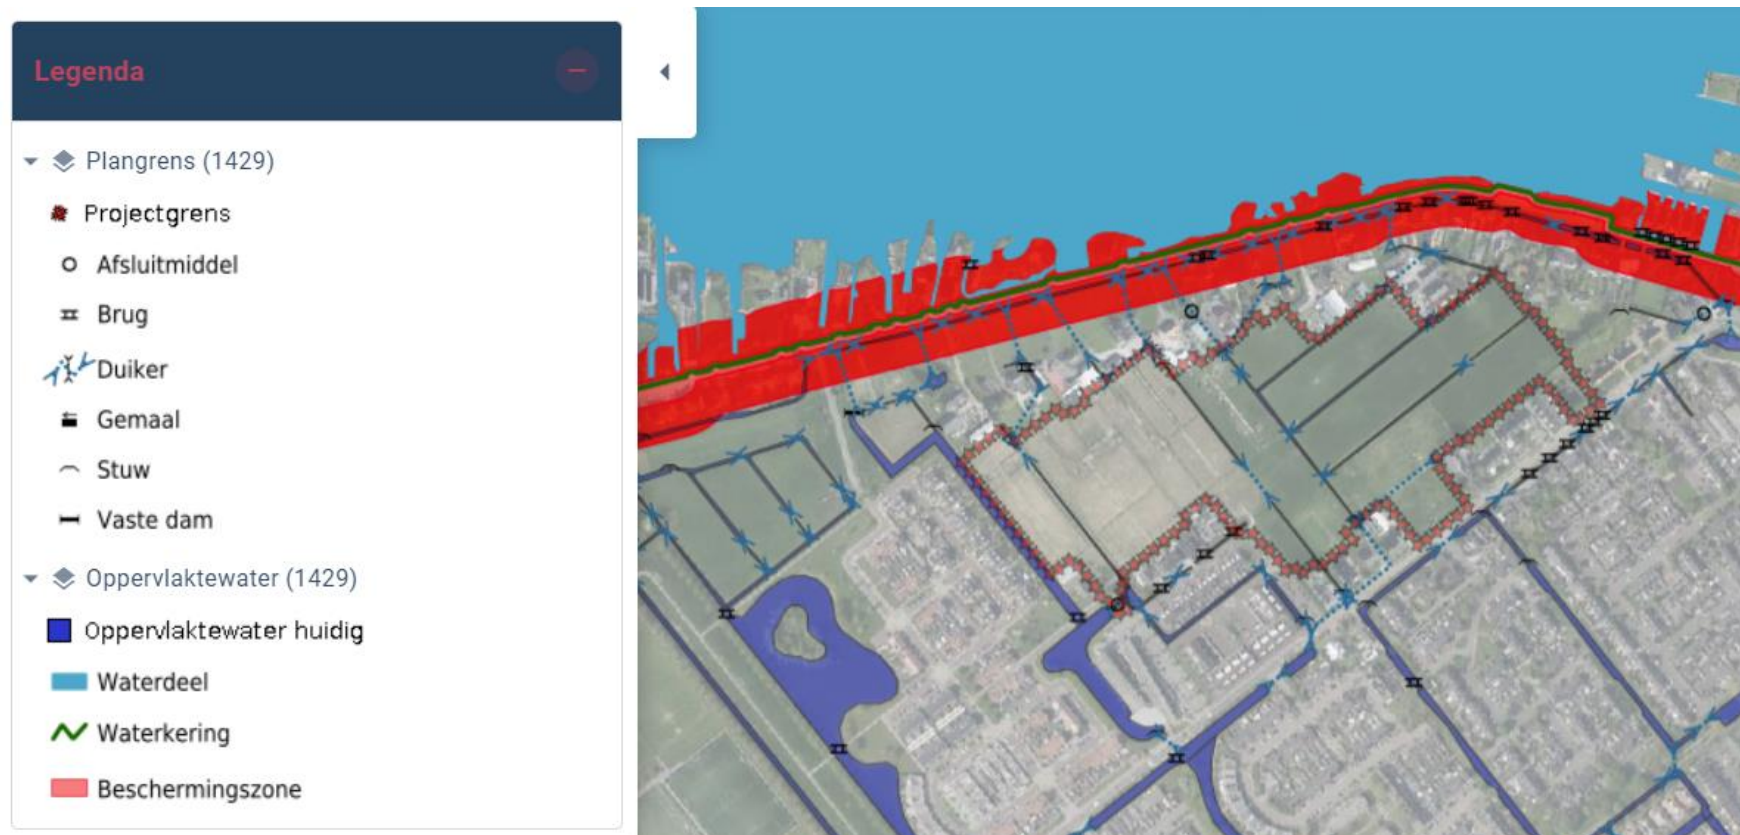 Legenda
Plangrens (1429)
Projectgrens
Afsluitmiddel
Brug
Duiker
Gemaal
Stuw
Vaste dam
Oppervlaktewater (1429)
Oppervlaktewater huidig
Waterdeel
Waterkering
Beschermingszone